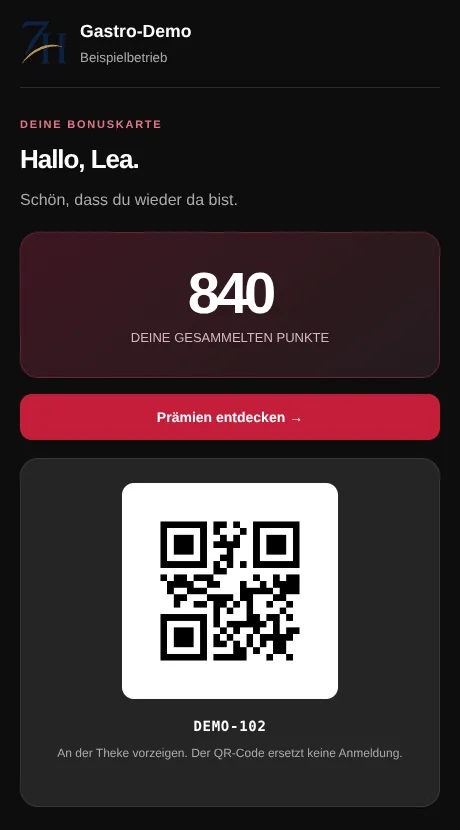 ZH
Gastro-Demo
Beispielbetrieb
DEINE BONUSKARTE
Hallo, Lea.
Schön, dass du wieder da bist.
840
DEINE GESAMMELTEN PUNKTE
Prämien entdecken →
DEMO-102
An der Theke vorzeigen. Der QR-Code ersetzt keine Anmeldung.